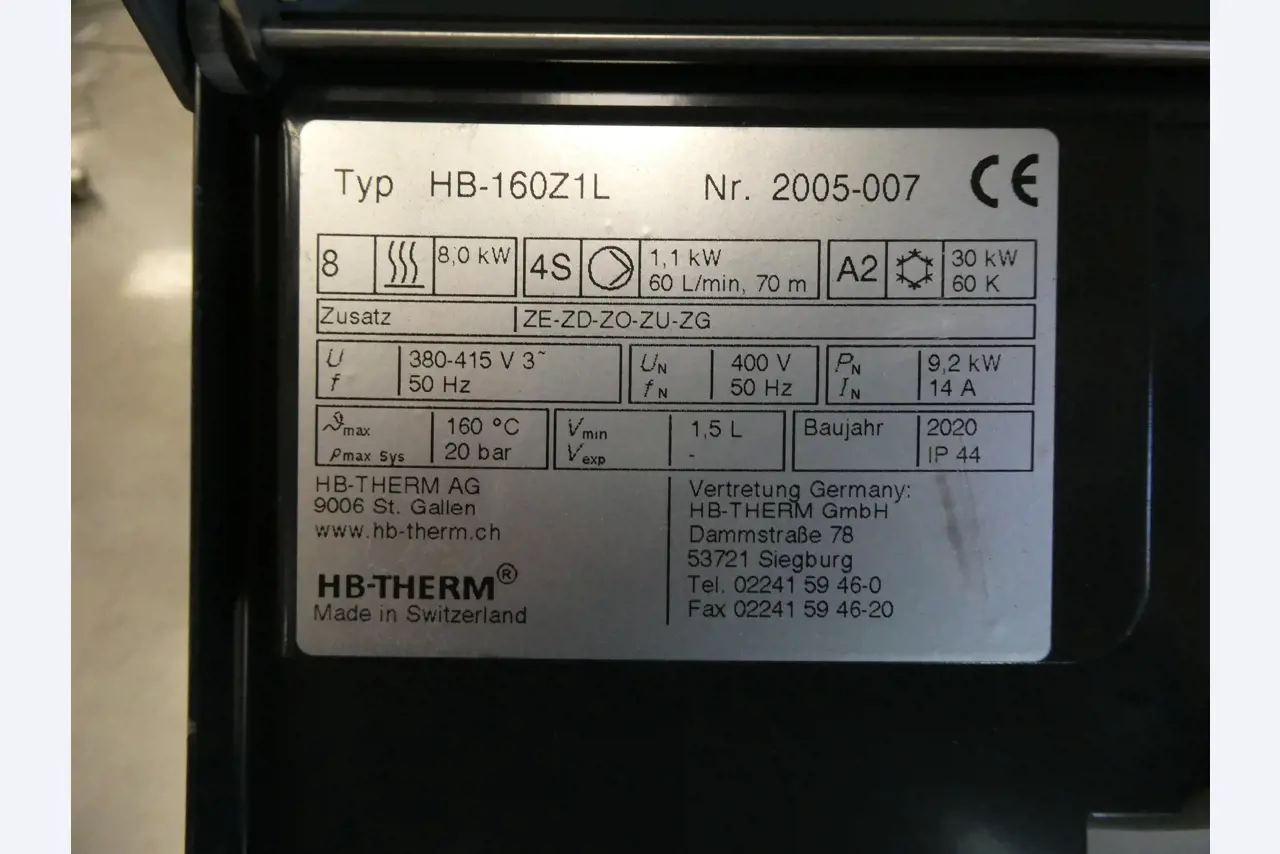 Typ HB-160Z1L Nr. 2005-007 CE
8 8,0 kW 4S 1,1 kW 60 L/min, 70 m A2 30 kW 60 K
Zusatz ZE-ZD-ZO-ZU-ZG
U 380-415 V 3~ UN 400 V PN 9,2 kW
f 50 Hz fN 50 Hz IN 14 A
ϑmax 160 °C Vmin 1,5 L Baujahr 2020
pmax Sys 20 bar Vexp - IP 44
HB-THERM AG
9006 St. Gallen
www.hb-therm.ch
HB-THERM®
Made in Switzerland
Vertretung Germany:
HB-THERM GmbH
Dammstraße 78
53721 Siegburg
Tel. 02241 59 46-0
Fax 02241 59 46-20